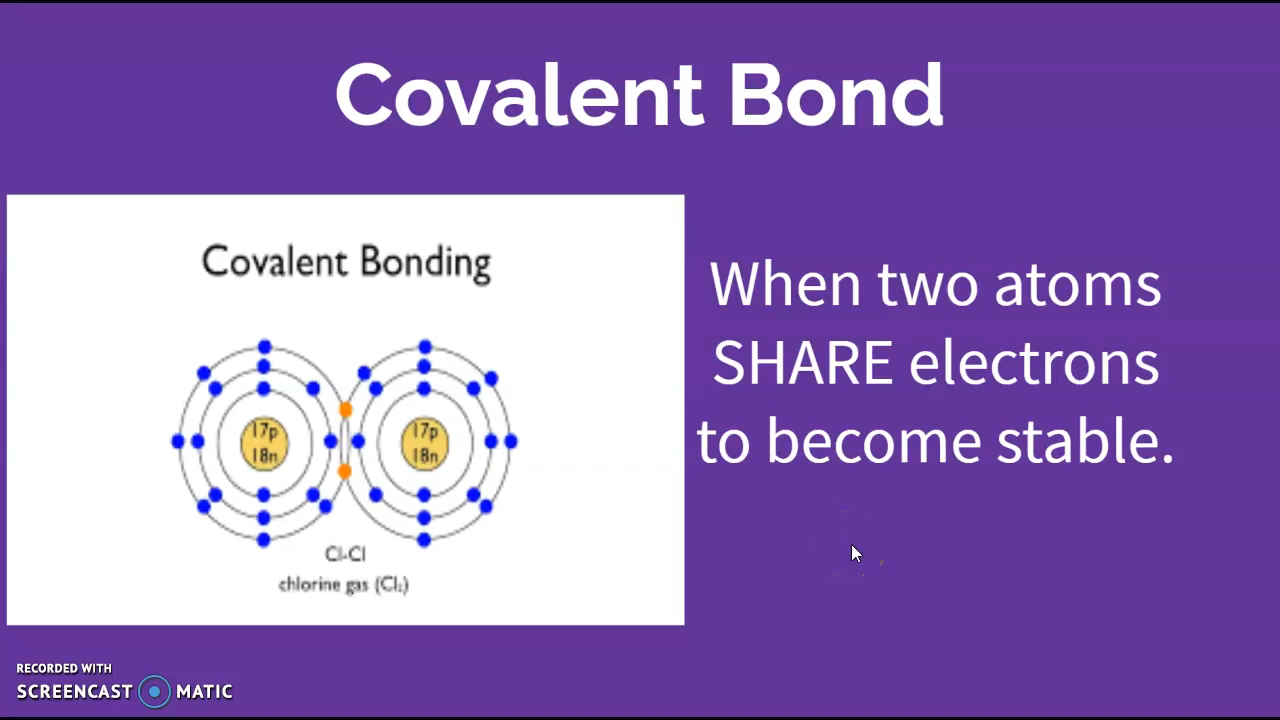 Covalent Bond
Covalent Bonding
17p
18n
17p
18n
Cl-Cl
chlorine gas (Cl₂)
When two atoms
SHARE electrons
to become stable.
RECORDED WITH
SCREENCAST MATIC